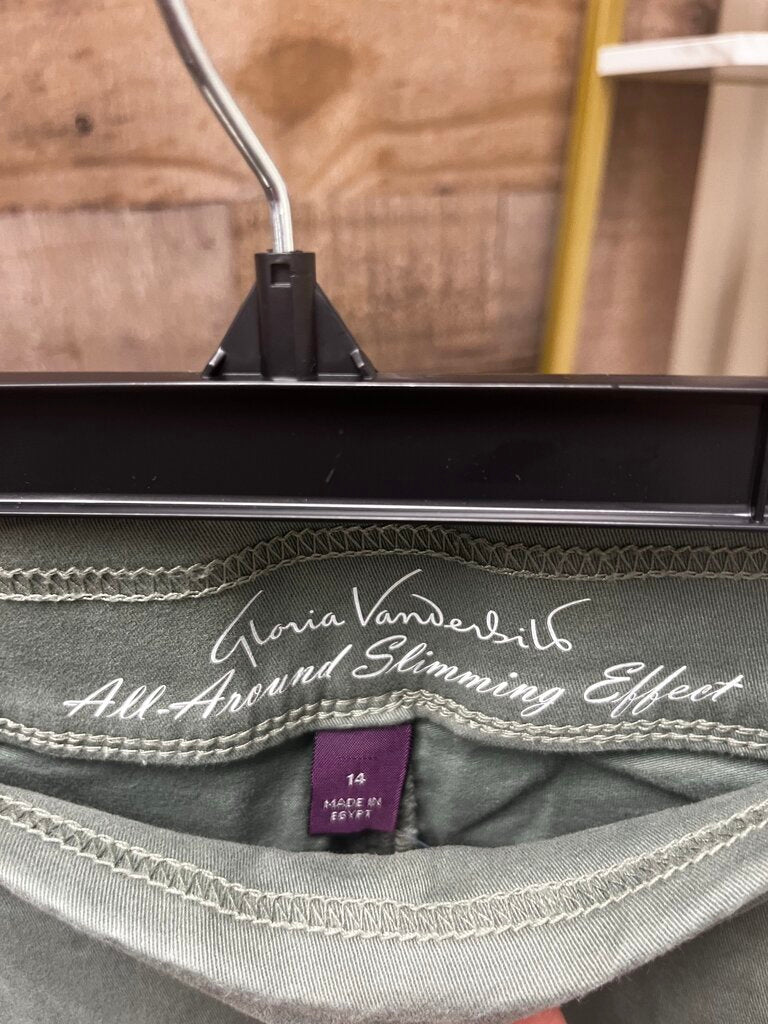 Gloria Vanderbilt
All-Around Slimming Effect
14
MADE IN
EGYPT